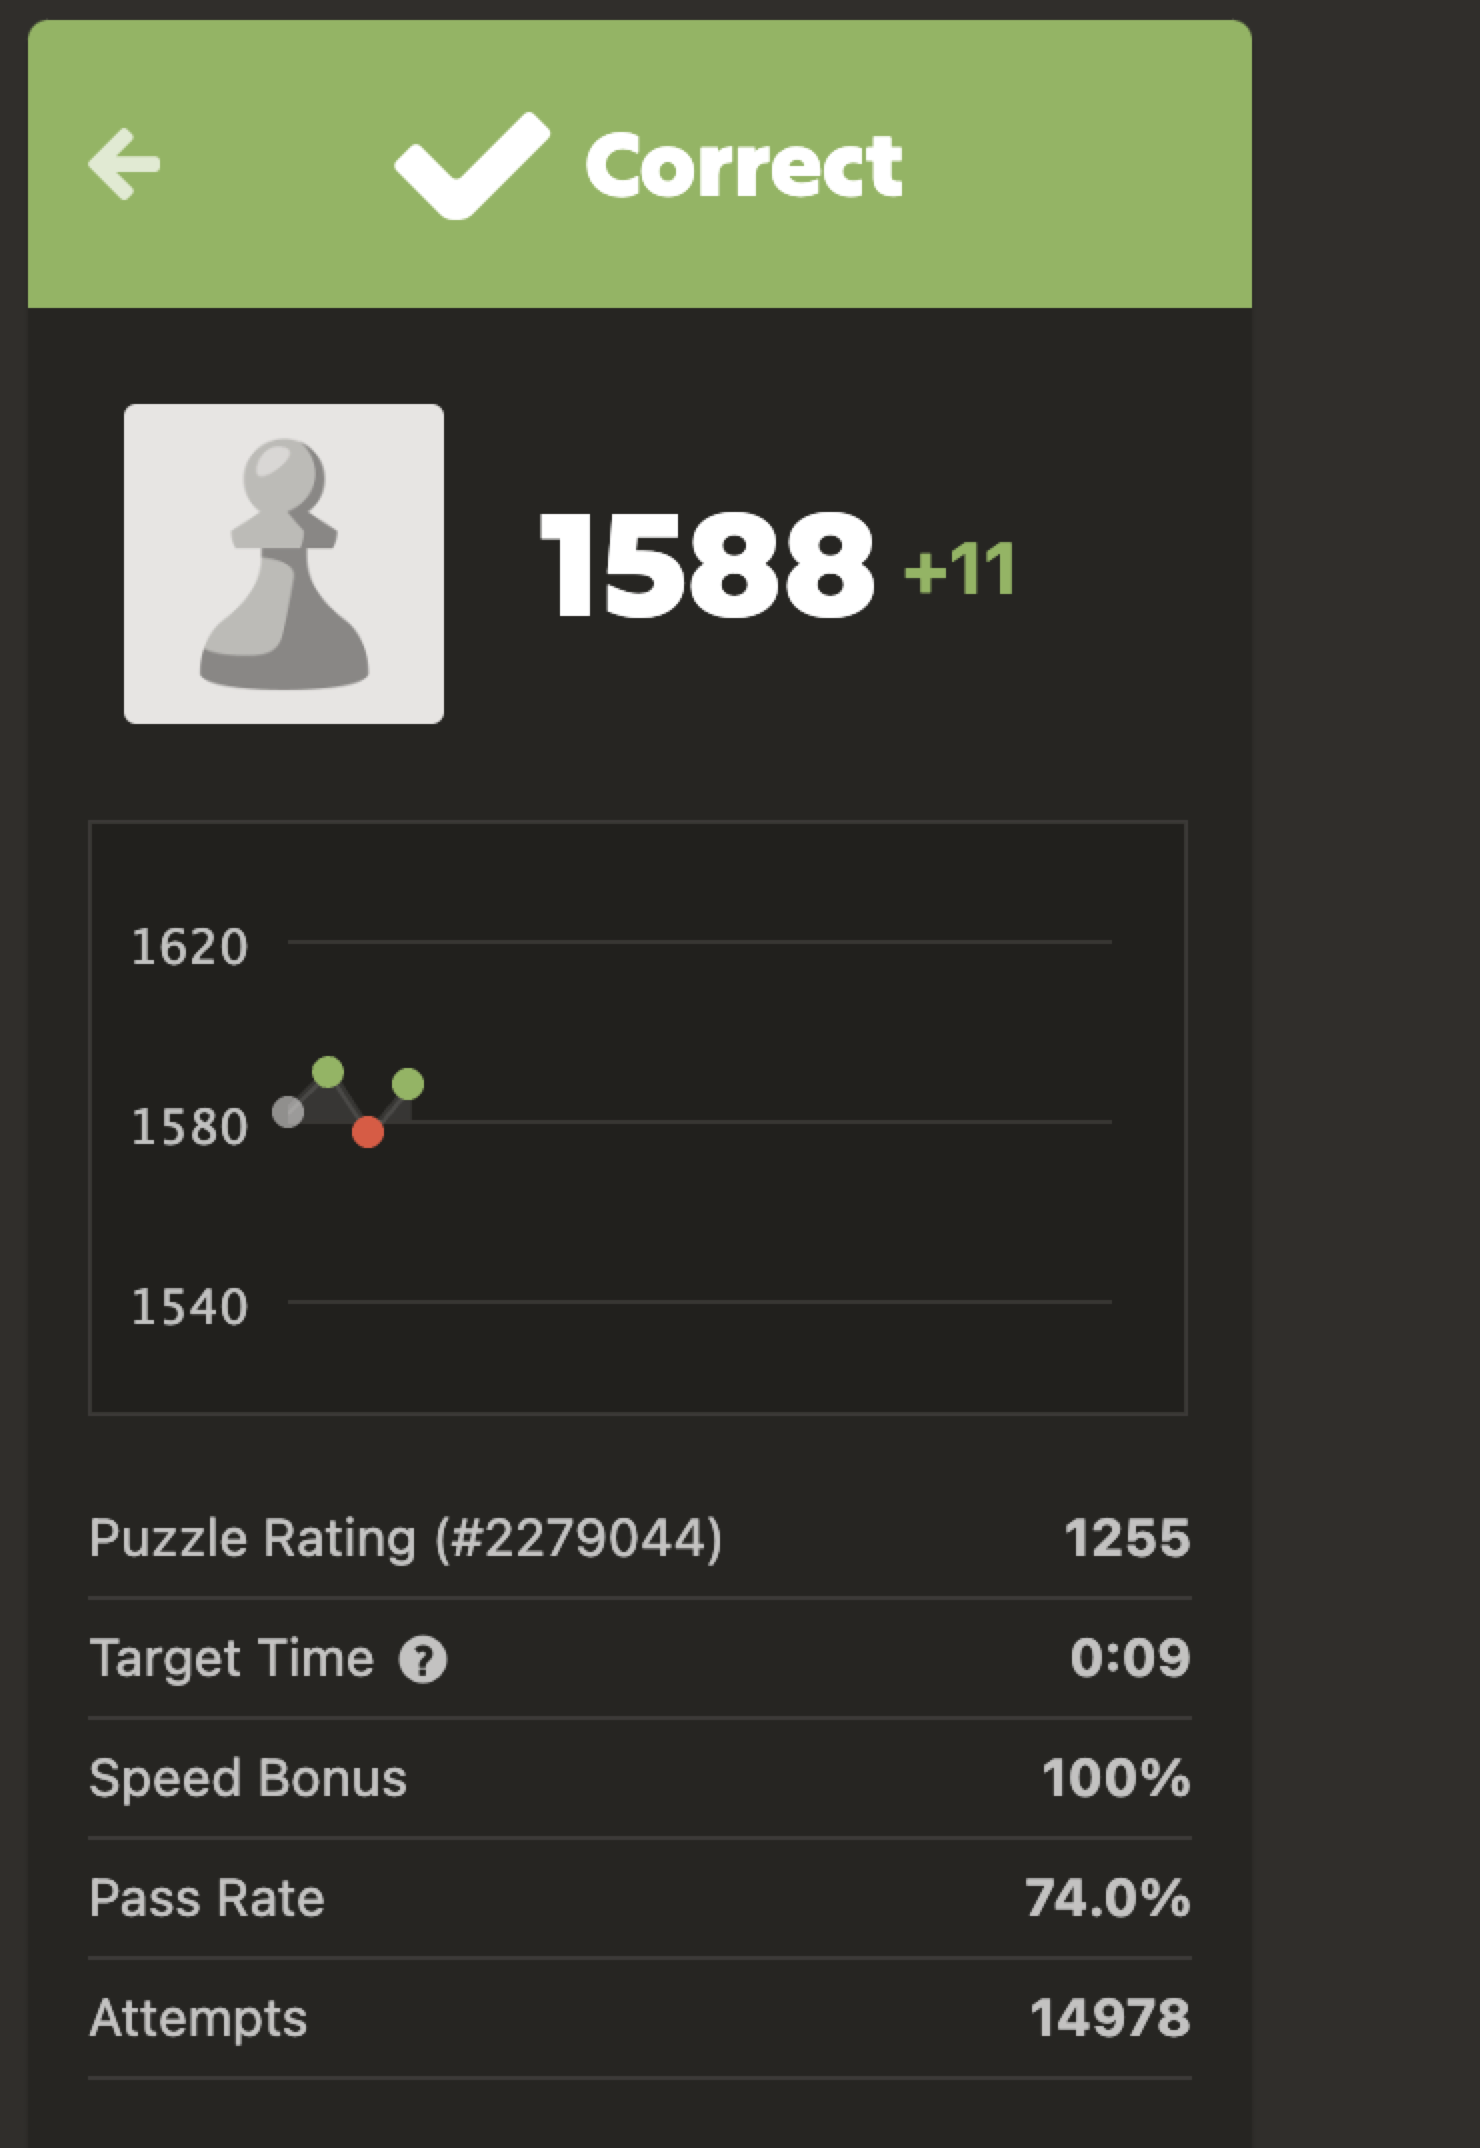 Correct
1588 +11
1620
1580
1540
Puzzle Rating (#2279044) 1255
Target Time ? 0:09
Speed Bonus 100%
Pass Rate 74.0%
Attempts 14978